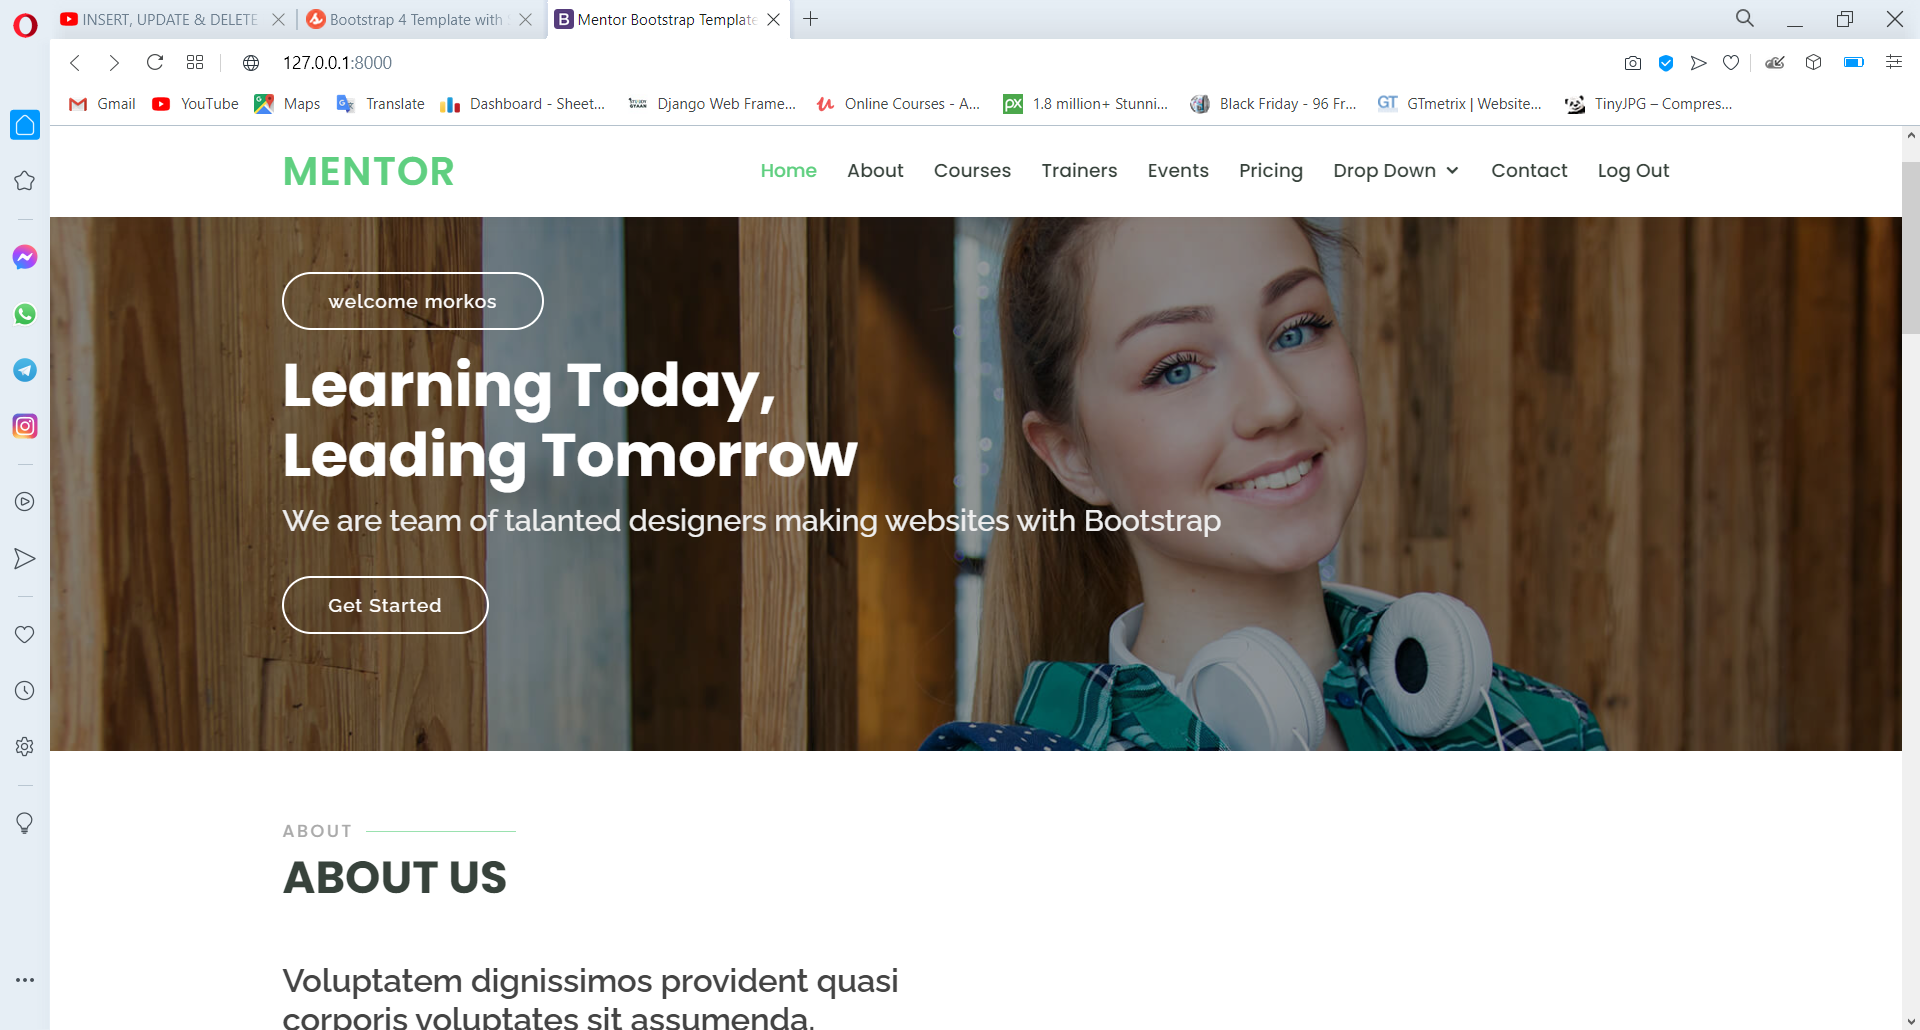 INSERT, UPDATE & DELETE
Bootstrap 4 Template with
Mentor Bootstrap Template
127.0.0.1:8000
Gmail
YouTube
Maps
Translate
Dashboard - Sheet...
Django Web Frame...
Online Courses - A...
1.8 million+ Stunni...
Black Friday - 96 Fr...
GTmetrix | Website...
TinyJPG – Compres...
MENTOR
Home
About
Courses
Trainers
Events
Pricing
Drop Down
Contact
Log Out
welcome morkos
Learning Today,
Leading Tomorrow
We are team of talanted designers making websites with Bootstrap
Get Started
ABOUT
ABOUT US
Voluptatem dignissimos provident quasi
corporis voluptates sit assumenda.